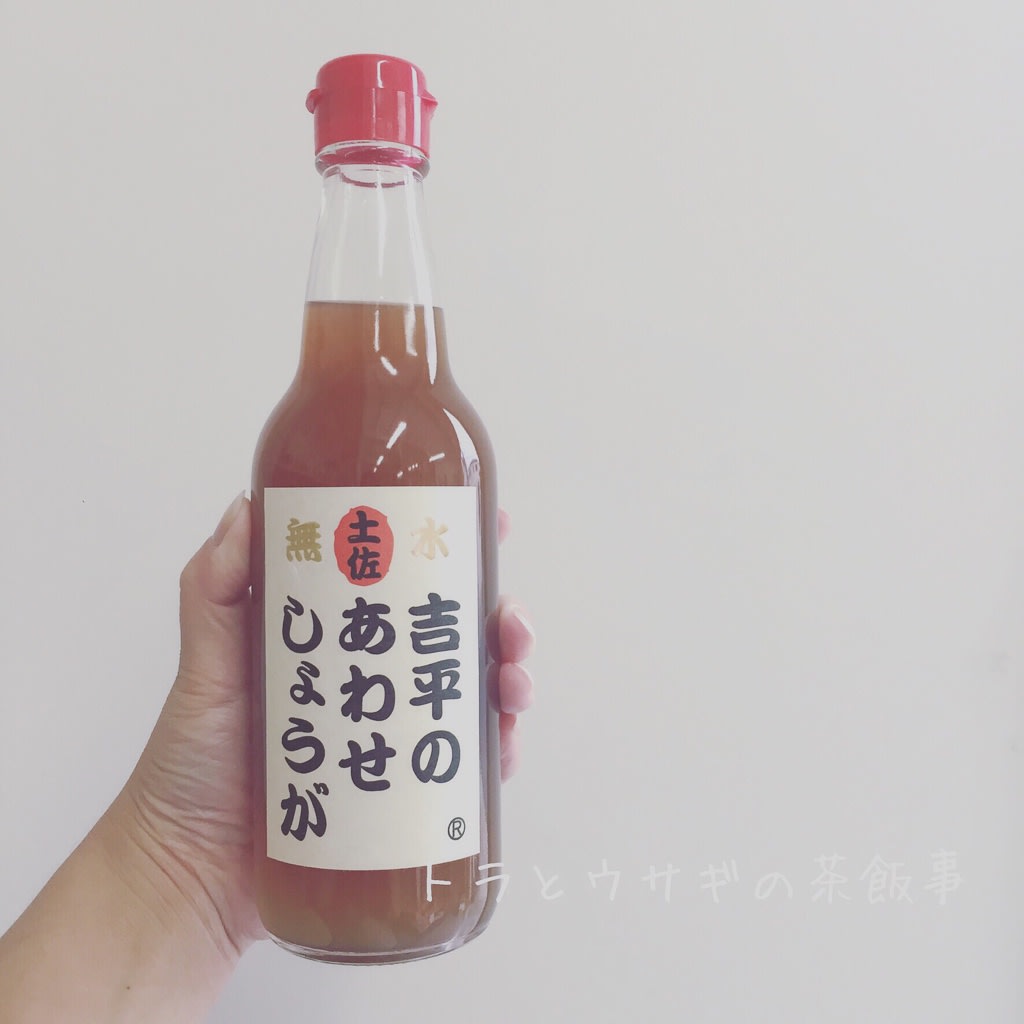 無 土佐 水
吉平の
あわせ
しょうが
®
トラとウサギの茶飯事